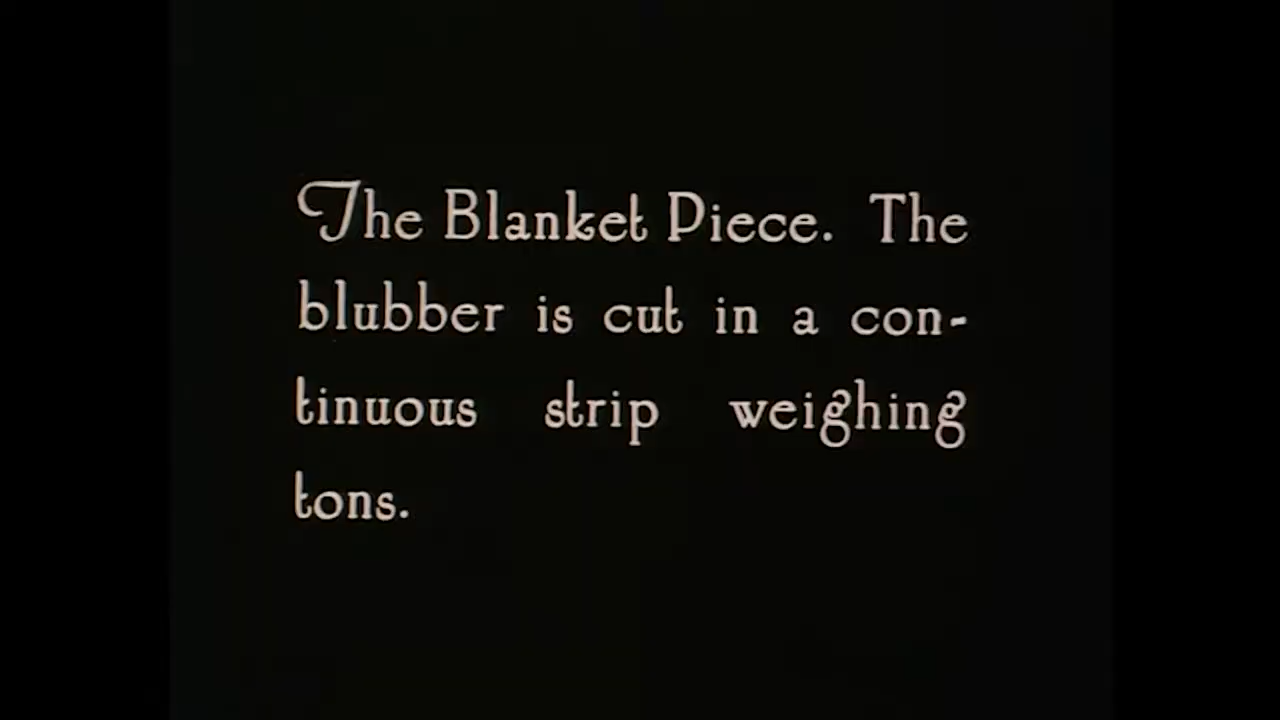 The Blanket Piece. The
blubber is cut in a con-
tinuous strip weighing
tons.